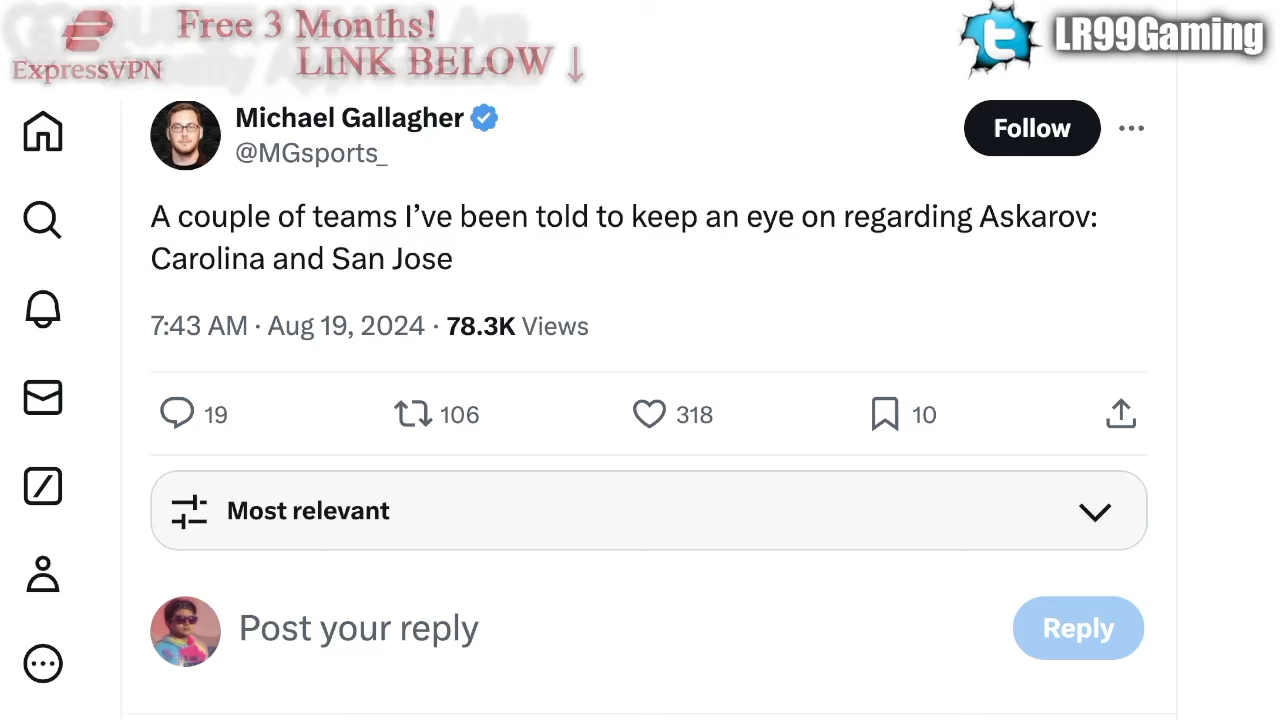 Free 3 Months!
ExpressVPN
LINK BELOW ↓
LR99Gaming
Michael Gallagher
@MGsports_
Follow
A couple of teams I’ve been told to keep an eye on regarding Askarov:
Carolina and San Jose
7:43 AM · Aug 19, 2024 · 78.3K Views
19 106 318 10
Most relevant
Post your reply
Reply